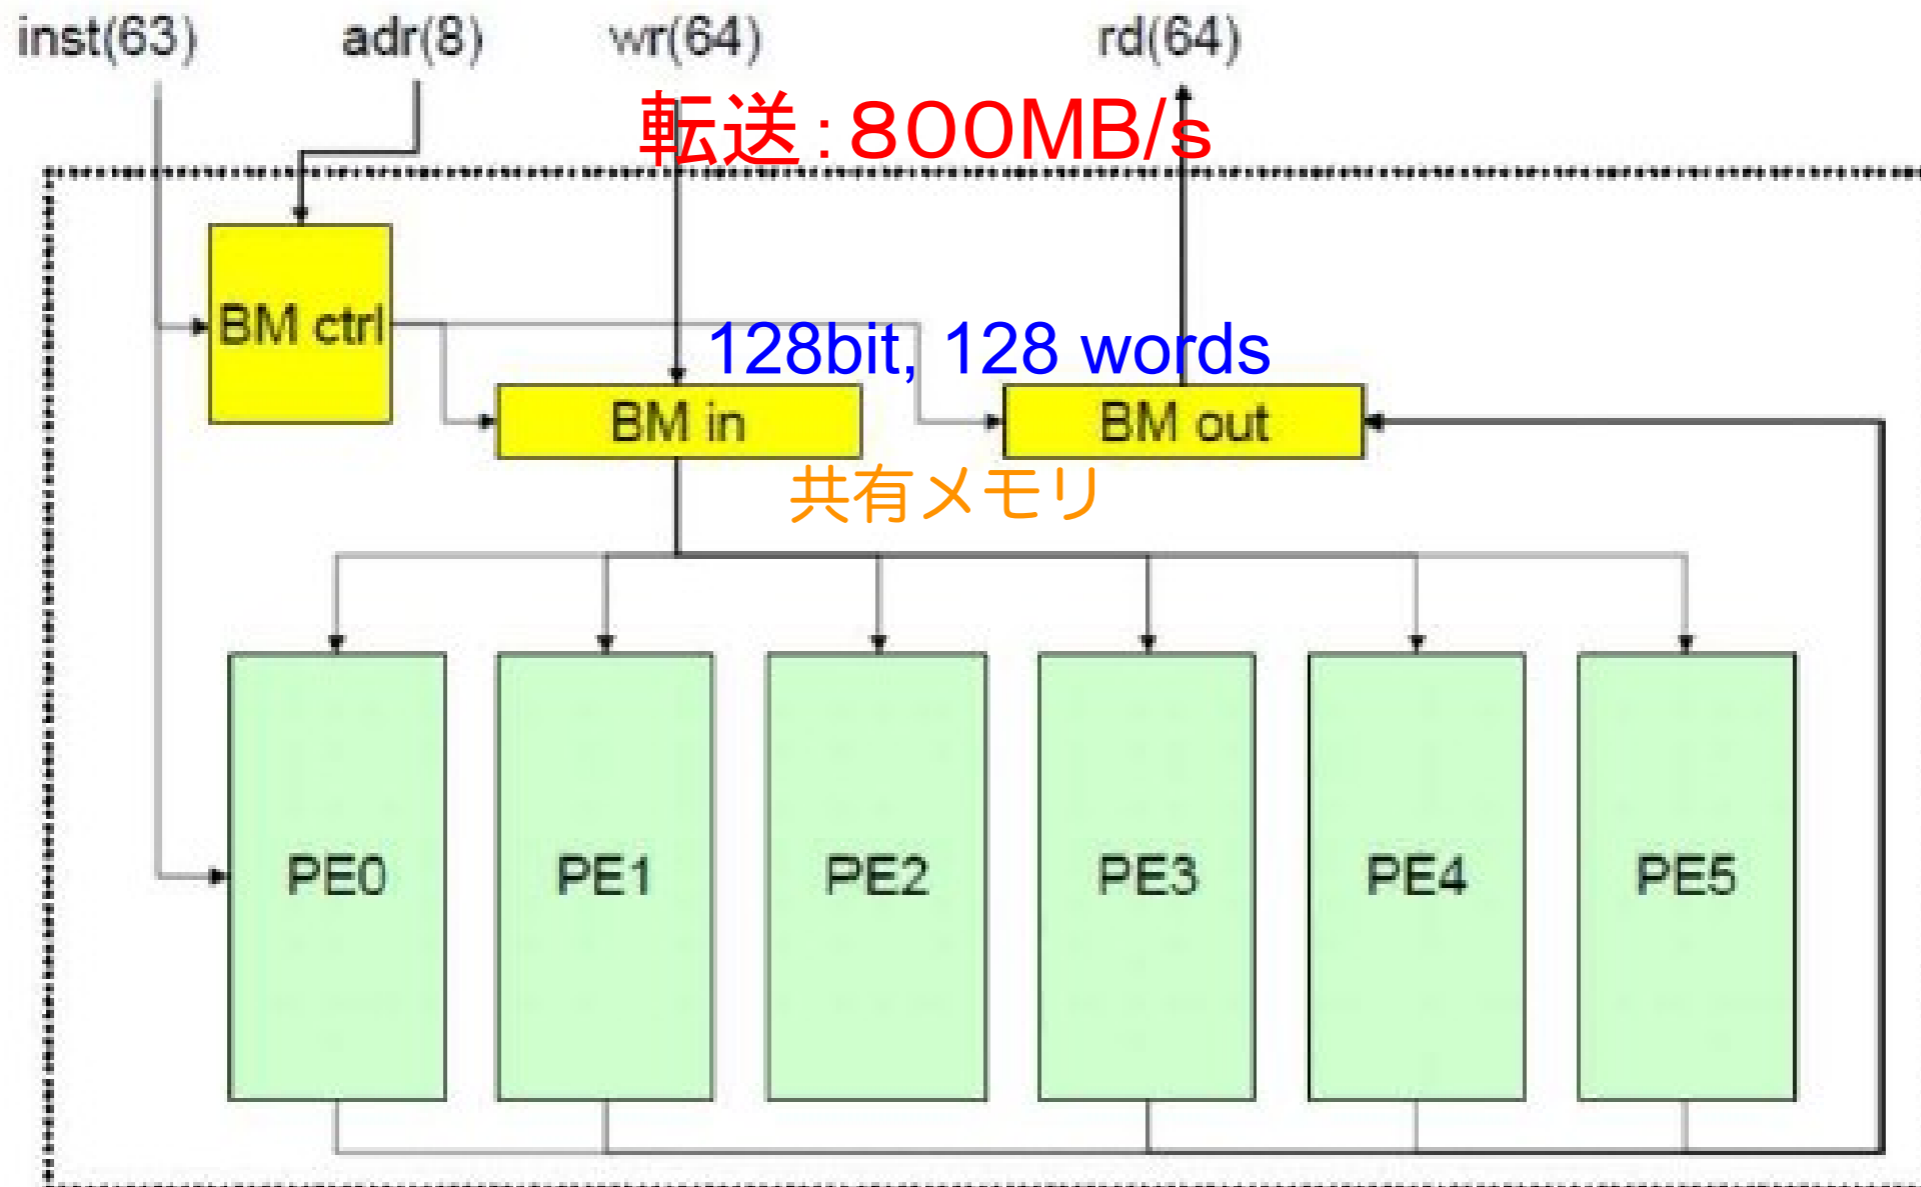 inst(63) adr(8) wr(64) rd(64)
転送：８００MB/s
BM ctrl
128bit, 128 words
BM in BM out
共有メモリ
PE0 PE1 PE2 PE3 PE4 PE5